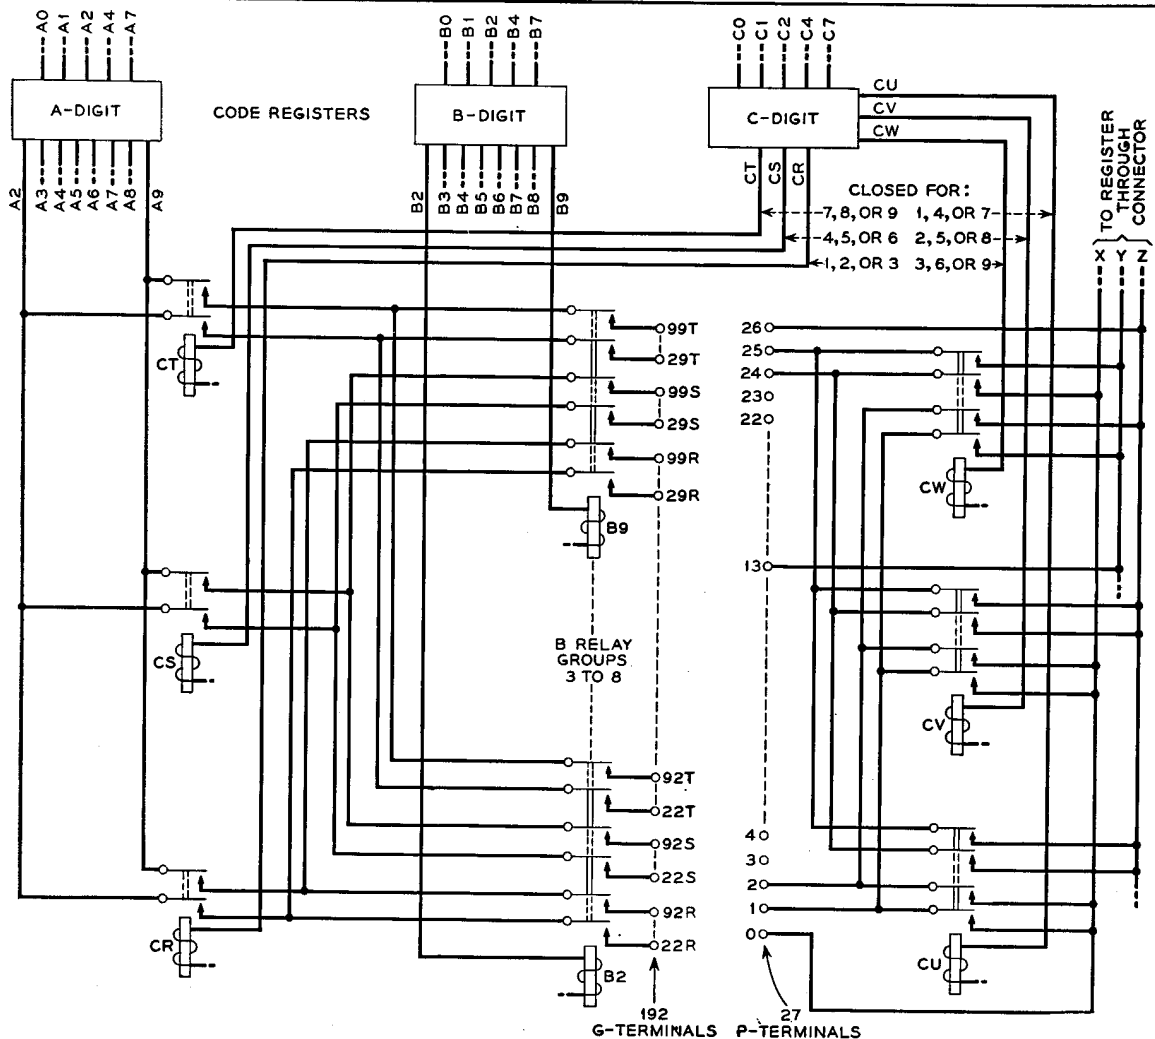 A0
A1
A2
A4
A7
B0
B1
B2
B4
B7
C0
C1
C2
C4
C7
A-DIGIT
CODE REGISTERS
B-DIGIT
C-DIGIT
CU
CV
CW
TO REGISTER
THROUGH
CONNECTOR
A2
A3
A4
A5
A6
A7
A8
A9
B2
B3
B4
B5
B6
B7
B8
B9
CT
CS
CR
CLOSED FOR:
7, 8, OR 9 1, 4, OR 7
4, 5, OR 6 2, 5, OR 8
1, 2, OR 3 3, 6, OR 9
X Y Z
CT
99T
29T
99S
29S
99R
29R
B9
26
25
24
23
22
CW
13
CS
B RELAY
GROUPS
3 TO 8
CV
92T
22T
92S
22S
92R
22R
4
3
2
1
0
CR
B2
CU
192
G-TERMINALS
27
P-TERMINALS